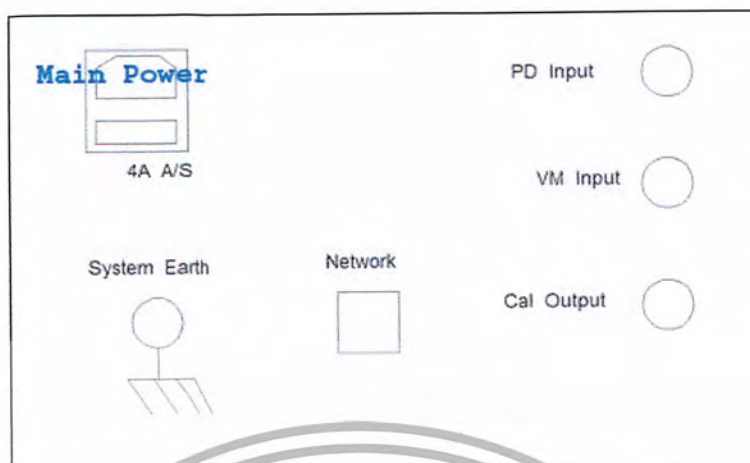 Main Power
4A A/S
System Earth
Network
PD Input
VM Input
Cal Output